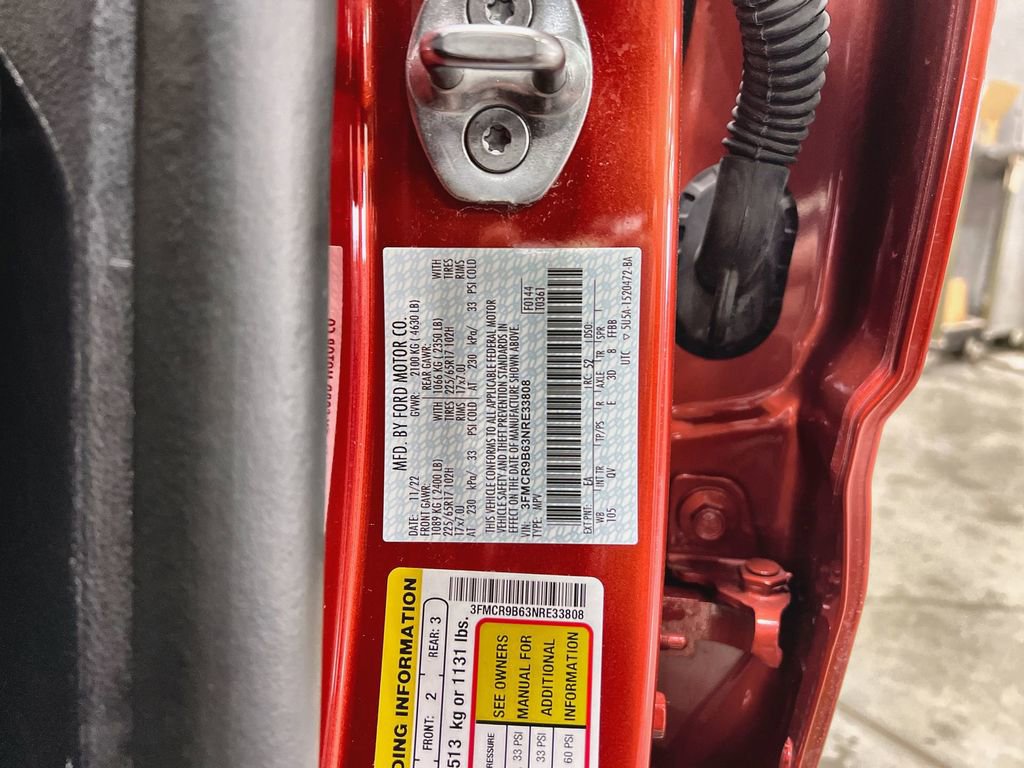 MFD. BY FORD MOTOR CO.
DATE: 11/22 GVWR: 2100 KG ( 4630 LB)
FRONT GAWR: REAR GAWR:
1089 KG ( 2400 LB) WITH 1066 KG ( 2350 LB) WITH
225/65R17 102H TIRES 225/65R17 102H TIRES
17x7.0J RIMS 17x7.0J RIMS
AT 230 kPa/ 33 PSI COLD AT 230 kPa/ 33 PSI COLD
THIS VEHICLE CONFORMS TO ALL APPLICABLE FEDERAL MOTOR
VEHICLE SAFETY AND THEFT PREVENTION STANDARDS IN
EFFECT ON THE DATE OF MANUFACTURE SHOWN ABOVE.
VIN: 3FMCR9B63NRE33808
TYPE: MPV
F0144
T0361
EXT PNT: EA RC: 52 DSO:
WB INT TR TP/PS R AXLE TR SPR
105 0V E 3D 8 FFBB
UTC ▽ 5U5A-1520472-BA
DING INFORMATION
FRONT: 2 REAR: 3
513 kg or 1131 lbs.
3FMCR9B63NRE33808
SEE OWNERS
MANUAL FOR
ADDITIONAL
INFORMATION
33 PSI
33 PSI
60 PSI